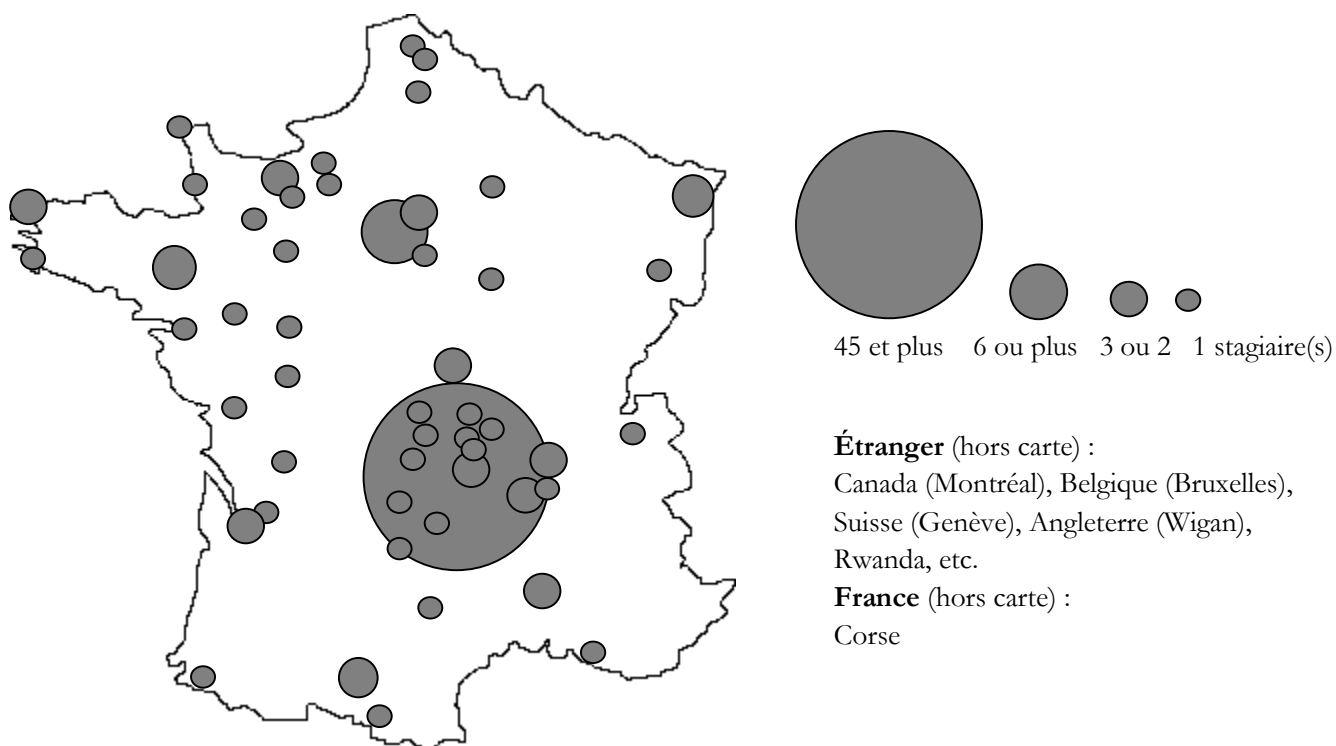 45 et plus 6 ou plus 3 ou 2 1 stagiaire(s)
Étranger (hors carte) :
Canada (Montréal), Belgique (Bruxelles),
Suisse (Genève), Angleterre (Wigan),
Rwanda, etc.
France (hors carte) :
Corse